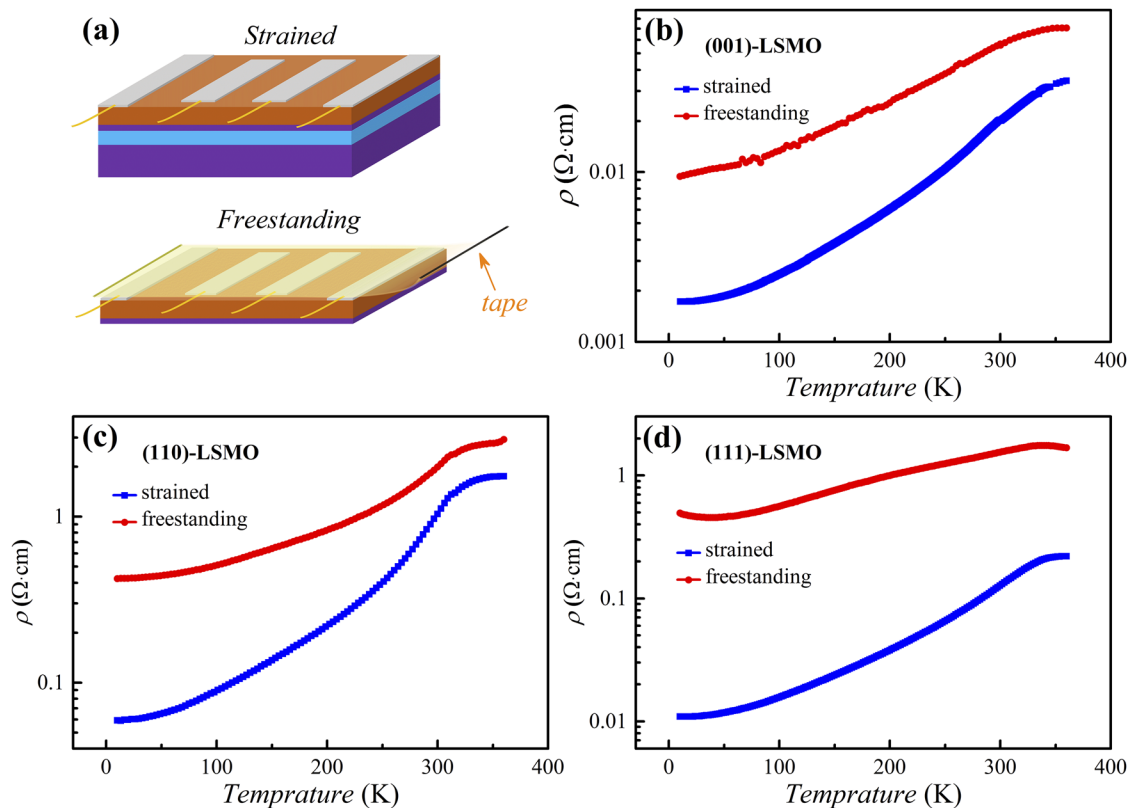 (a)
Strained
Freestanding
tape
(b)
(001)-LSMO
strained
freestanding
0.01
0.001
ρ (Ω·cm)
0
100
200
300
400
Temprature (K)
(c)
(110)-LSMO
strained
freestanding
1
0.1
ρ (Ω·cm)
0
100
200
300
400
Temprature (K)
(d)
(111)-LSMO
strained
freestanding
1
0.1
0.01
ρ (Ω·cm)
0
100
200
300
400
Temprature (K)